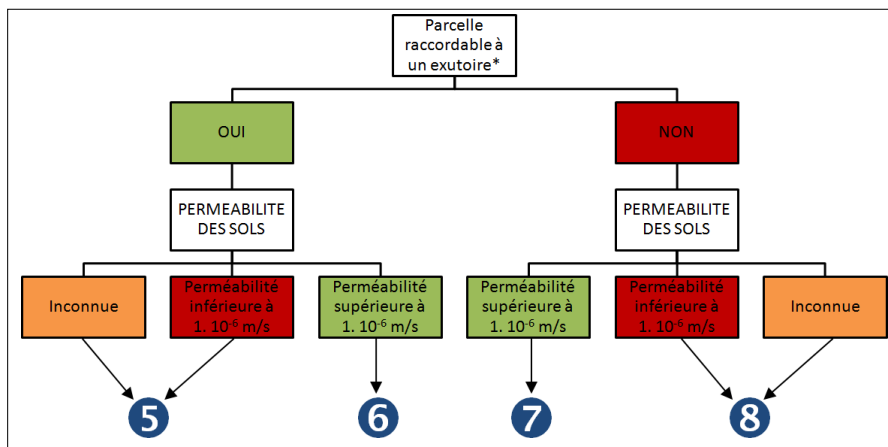 Parcelle
raccordable à
un exutoire*
OUI
NON
PERMEABILITE
DES SOLS
PERMEABILITE
DES SOLS
Inconnue
Perméabilité
inférieure à
1. 10⁻⁶ m/s
Perméabilité
supérieure à
1. 10⁻⁶ m/s
Perméabilité
supérieure à
1. 10⁻⁶ m/s
Perméabilité
inférieure à
1. 10⁻⁶ m/s
Inconnue
5
6
7
8